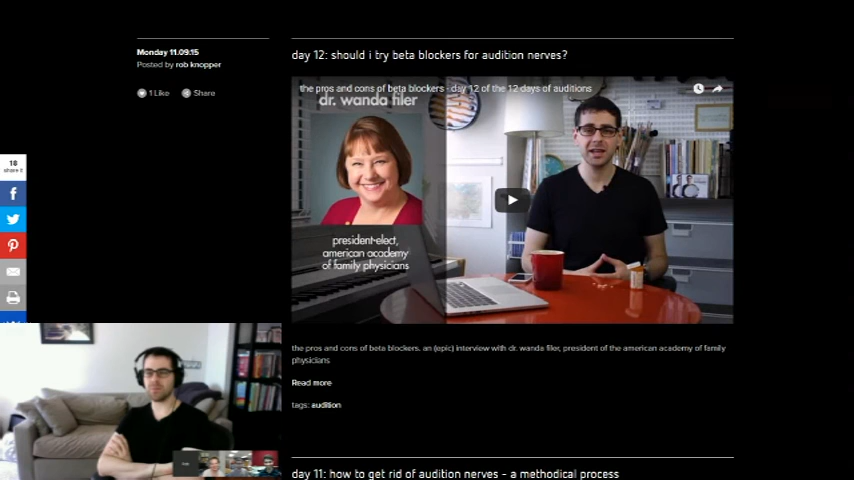 Monday 11.09.15
Posted by rob knopper
1 Like
Share
day 12: should i try beta blockers for audition nerves?
the pros and cons of beta blockers - day 12 of the 12 days of auditions
dr. wanda filer
president-elect,
american academy
of family physicians
18
share it
the pros and cons of beta blockers. an (epic) interview with dr. wanda filer, president of the american academy of family
physicians
Read more
tags: audition
day 11: how to get rid of audition nerves - a methodical process